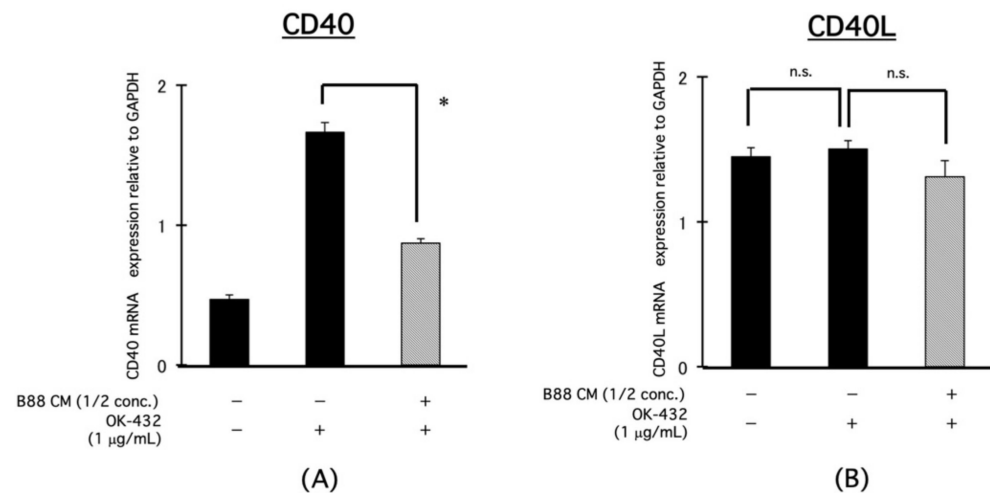 CD40
CD40 mRNA expression relative to GAPDH
2
1
0
*
B88 CM (1/2 conc.) − − +
OK-432 (1 μg/mL) − + +
(A)
CD40L
CD40L mRNA expression relative to GAPDH
2
1
0
n.s. n.s.
B88 CM (1/2 conc.) − − +
OK-432 (1 μg/mL) − + +
(B)